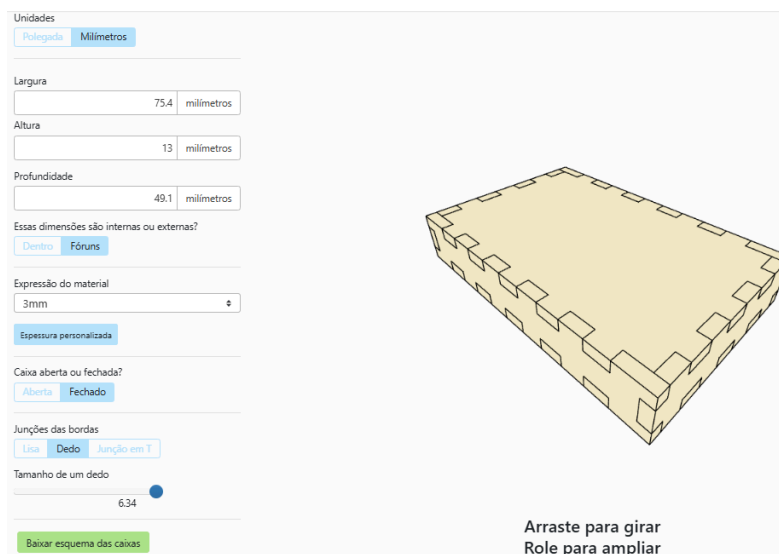 Unidades
Polegada Milímetros
Largura
75.4 milímetros
Altura
13 milímetros
Profundidade
49.1 milímetros
Essas dimensões são internas ou externas?
Dentro Fóruns
Expressão do material
3mm
Espessura personalizada
Caixa aberta ou fechada?
Aberta Fechado
Junções das bordas
Lisa Dedo Junção em T
Tamanho de um dedo
6.34
Baixar esquema das caixas
Arraste para girar
Role para ampliar